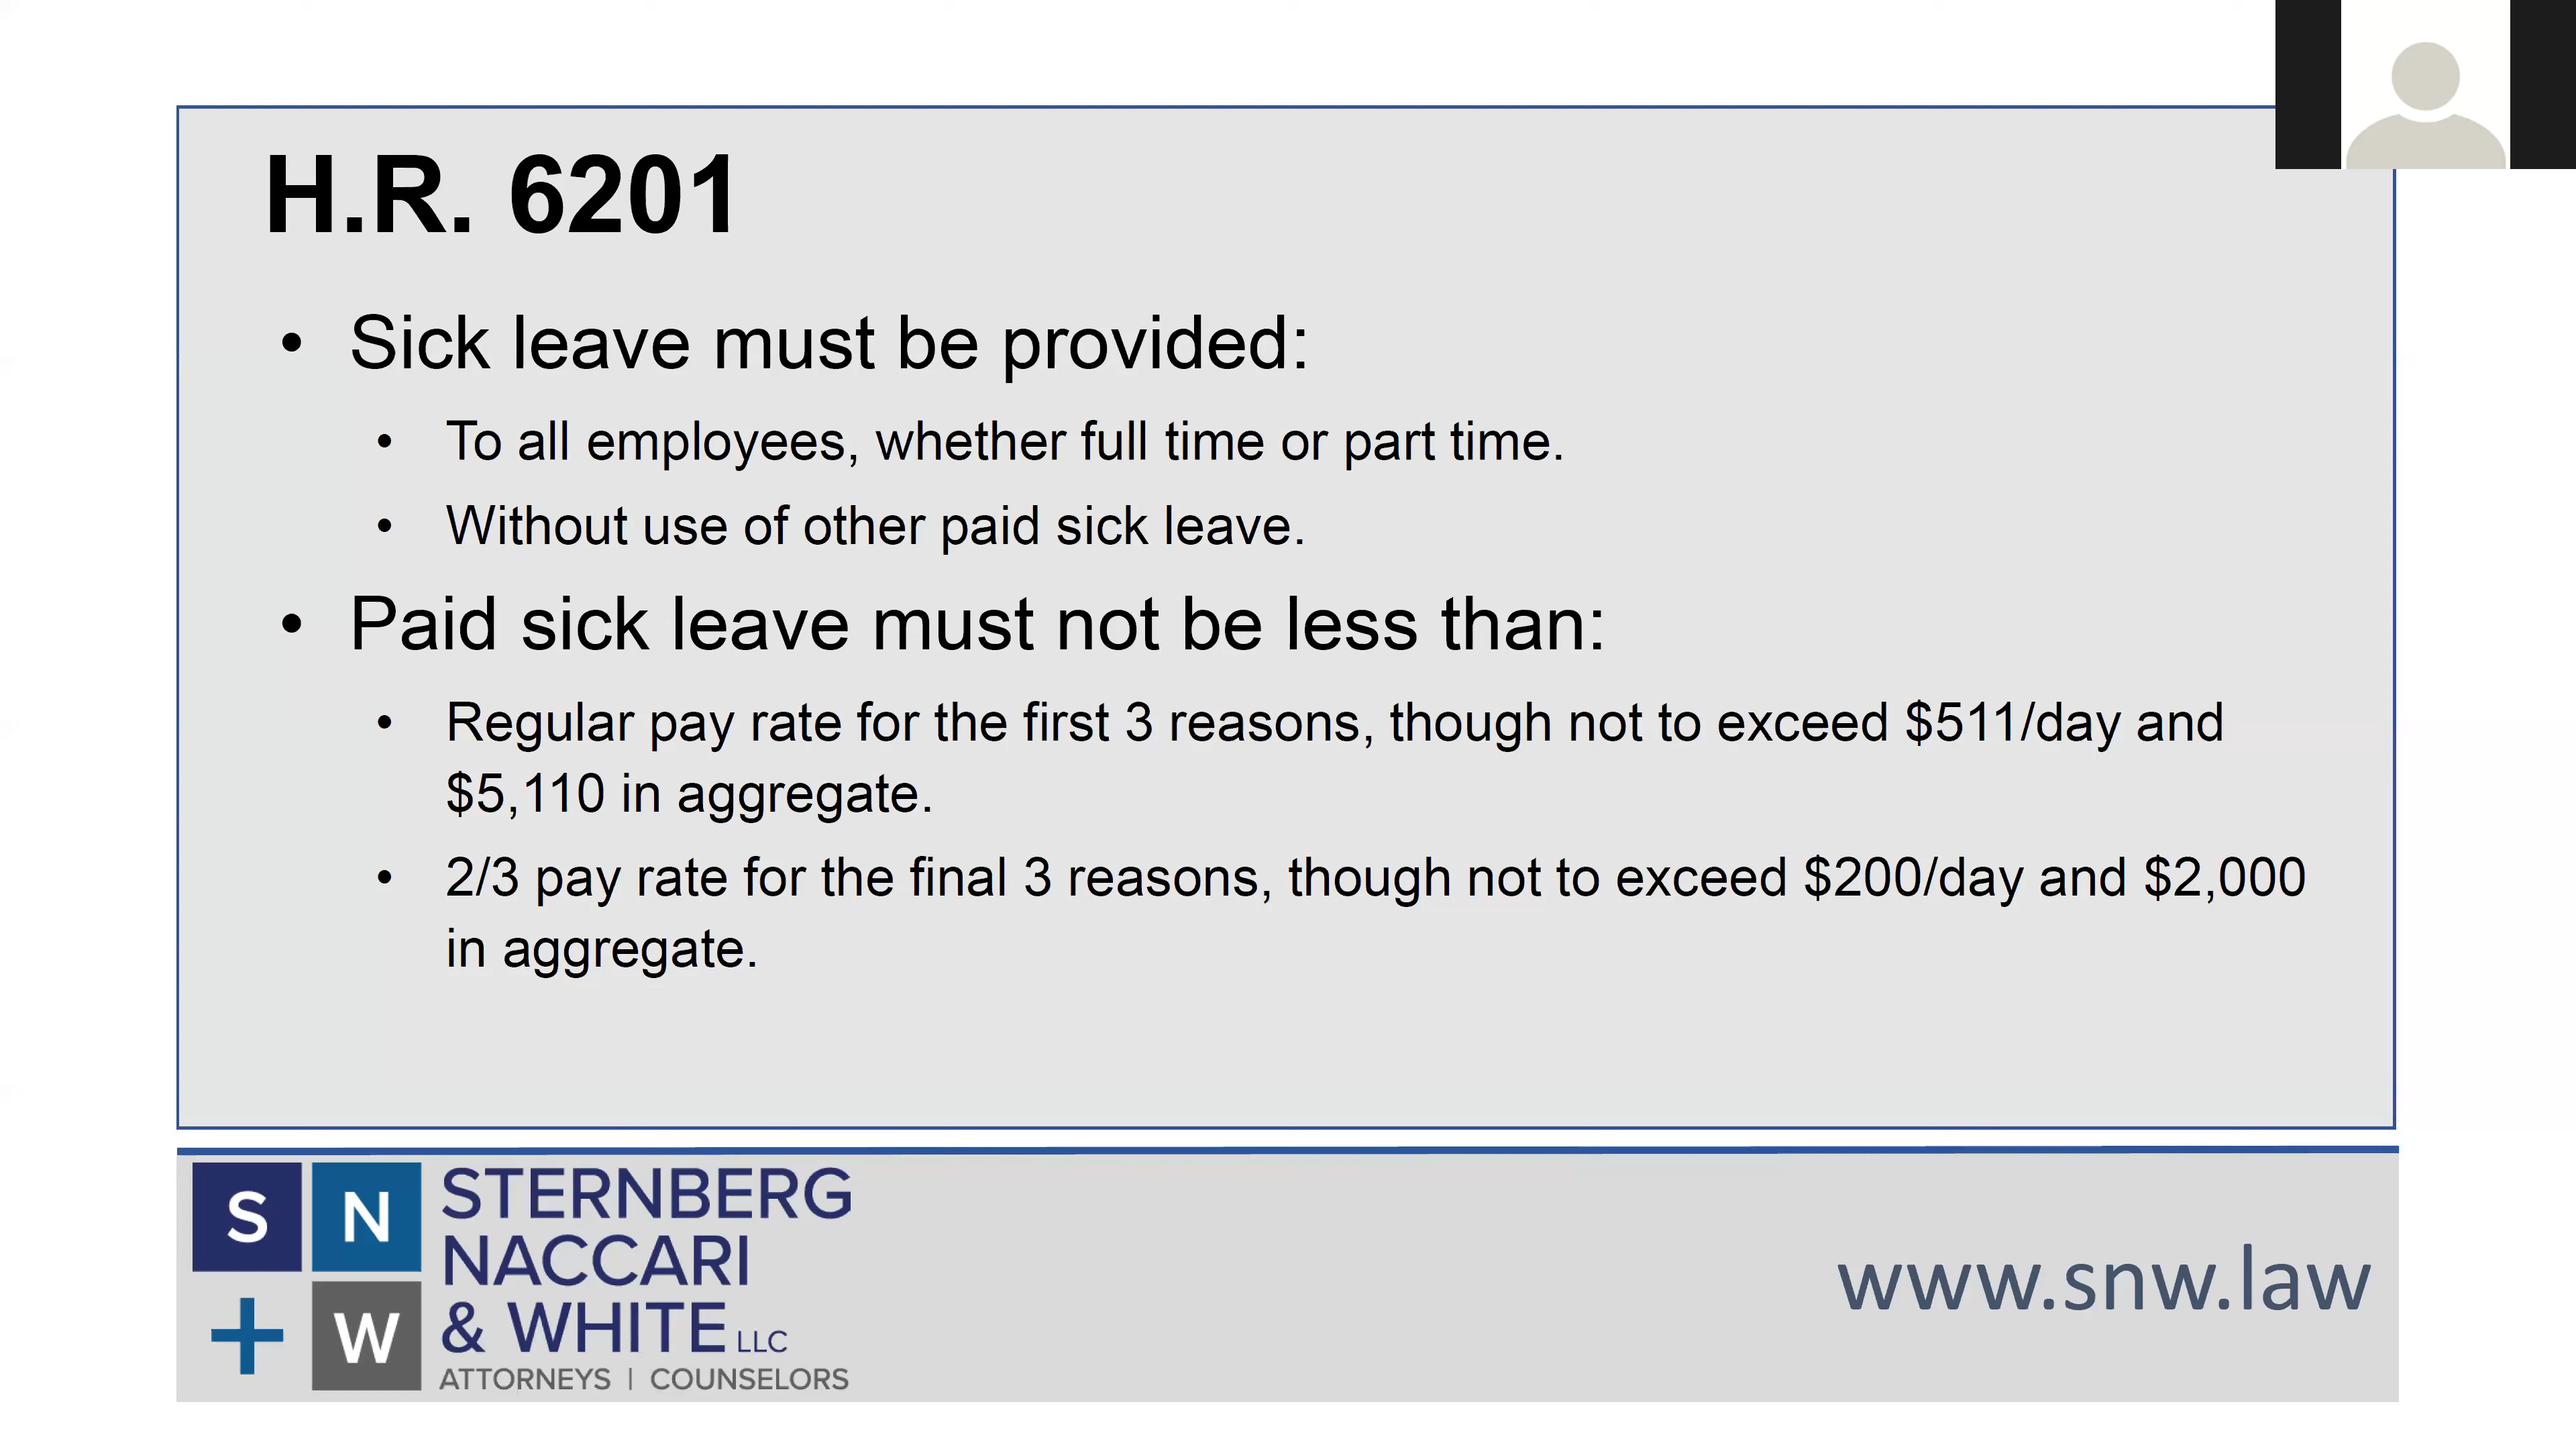 H.R. 6201
• Sick leave must be provided:
• To all employees, whether full time or part time.
• Without use of other paid sick leave.
• Paid sick leave must not be less than:
• Regular pay rate for the first 3 reasons, though not to exceed $511/day and
$5,110 in aggregate.
• 2/3 pay rate for the final 3 reasons, though not to exceed $200/day and $2,000
in aggregate.
S N
+ W
STERNBERG
NACCARI
& WHITE LLC
ATTORNEYS | COUNSELORS
www.snw.law